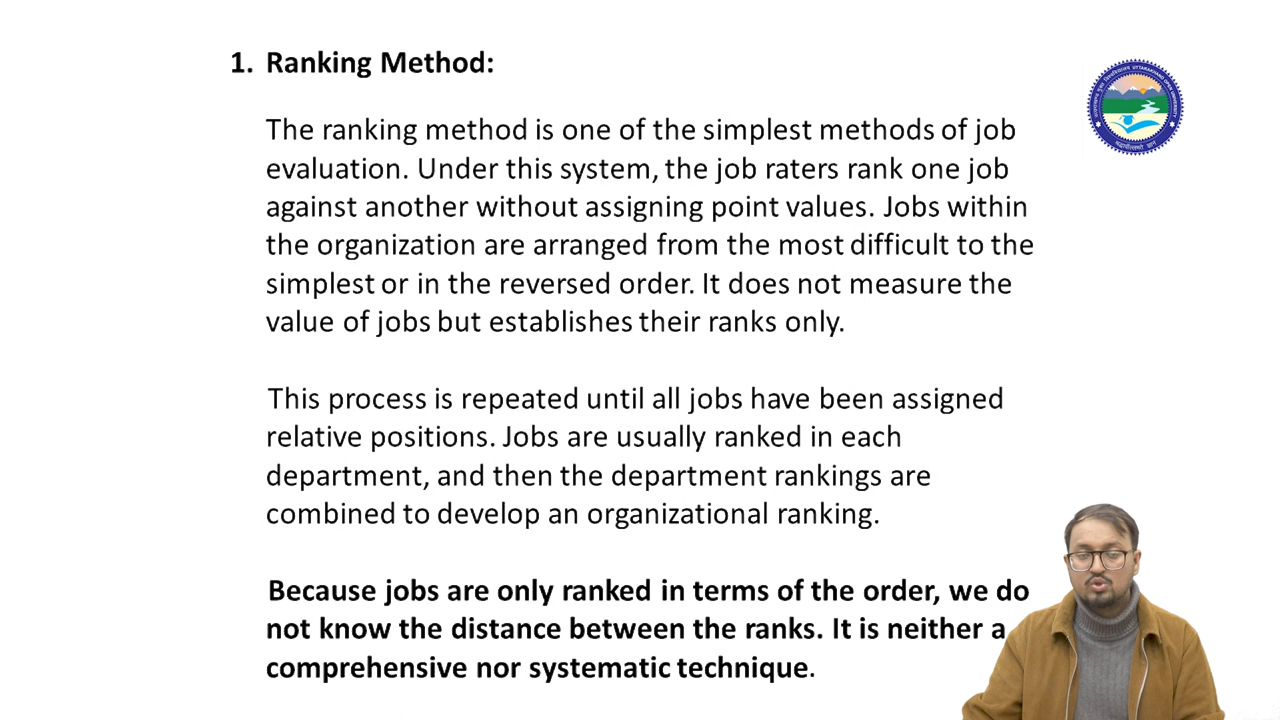 1. Ranking Method:
The ranking method is one of the simplest methods of job
evaluation. Under this system, the job raters rank one job
against another without assigning point values. Jobs within
the organization are arranged from the most difficult to the
simplest or in the reversed order. It does not measure the
value of jobs but establishes their ranks only.
This process is repeated until all jobs have been assigned
relative positions. Jobs are usually ranked in each
department, and then the department rankings are
combined to develop an organizational ranking.
Because jobs are only ranked in terms of the order, we do
not know the distance between the ranks. It is neither a
comprehensive nor systematic technique.
UTTARAKHAND OPEN UNIVERSITY